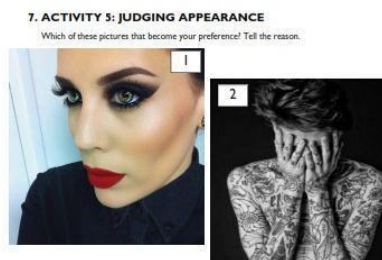 7. ACTIVITY 5: JUDGING APPEARANCE
Which of these pictures that become your preference? Tell the reason.
1
2